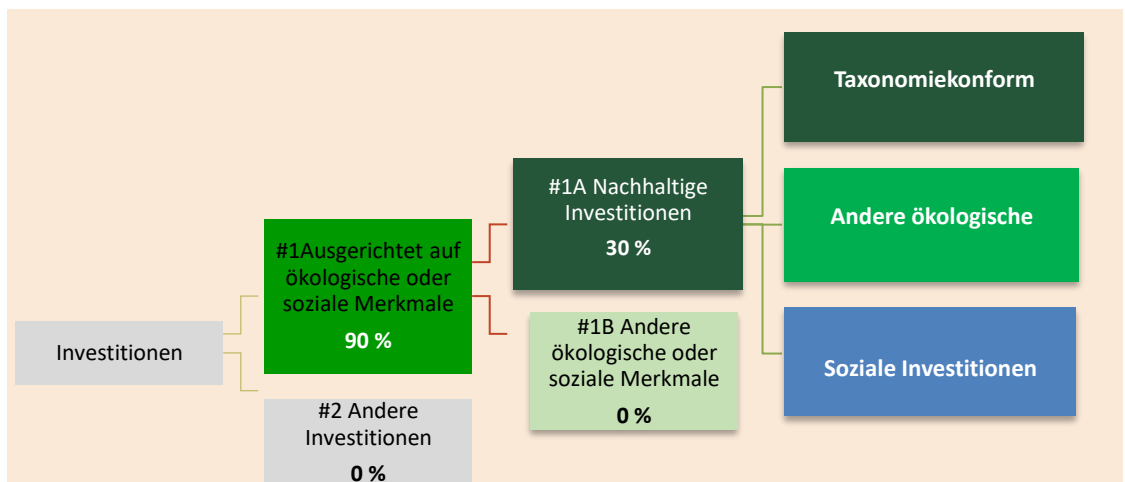 Investitionen
#1Ausgerichtet auf
ökologische oder
soziale Merkmale
90 %
#2 Andere
Investitionen
0 %
#1A Nachhaltige
Investitionen
30 %
#1B Andere
ökologische oder
soziale Merkmale
0 %
Taxonomiekonform
Andere ökologische
Soziale Investitionen